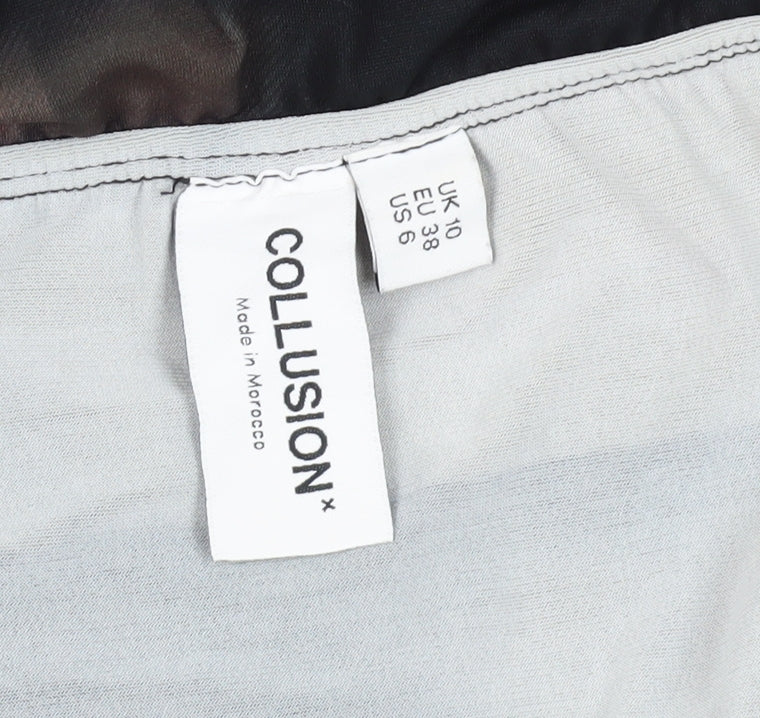 COLLUSION x
Made in Morocco
UK 10
EU 38
US 6